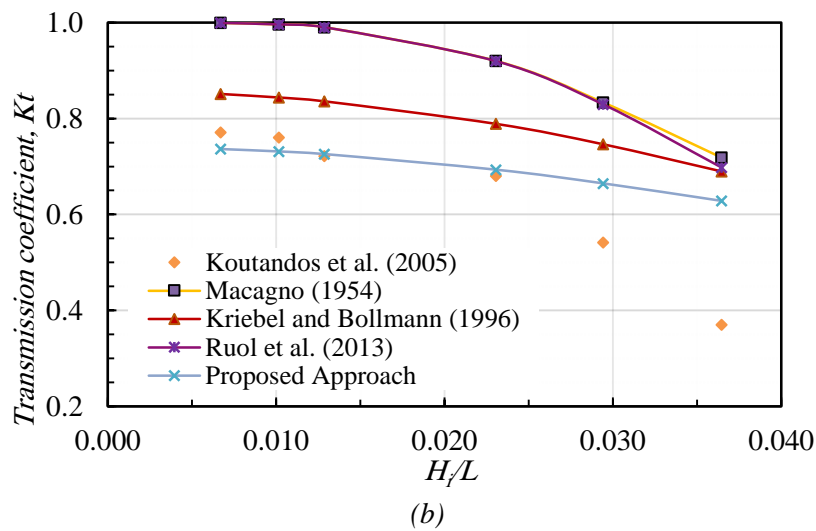 1.0
0.8
0.6
0.4
0.2
Transmission coefficient, Kt
Koutandos et al. (2005)
Macagno (1954)
Kriebel and Bollmann (1996)
Ruol et al. (2013)
Proposed Approach
0.000 0.010 0.020 0.030 0.040
Hi/L
(b)